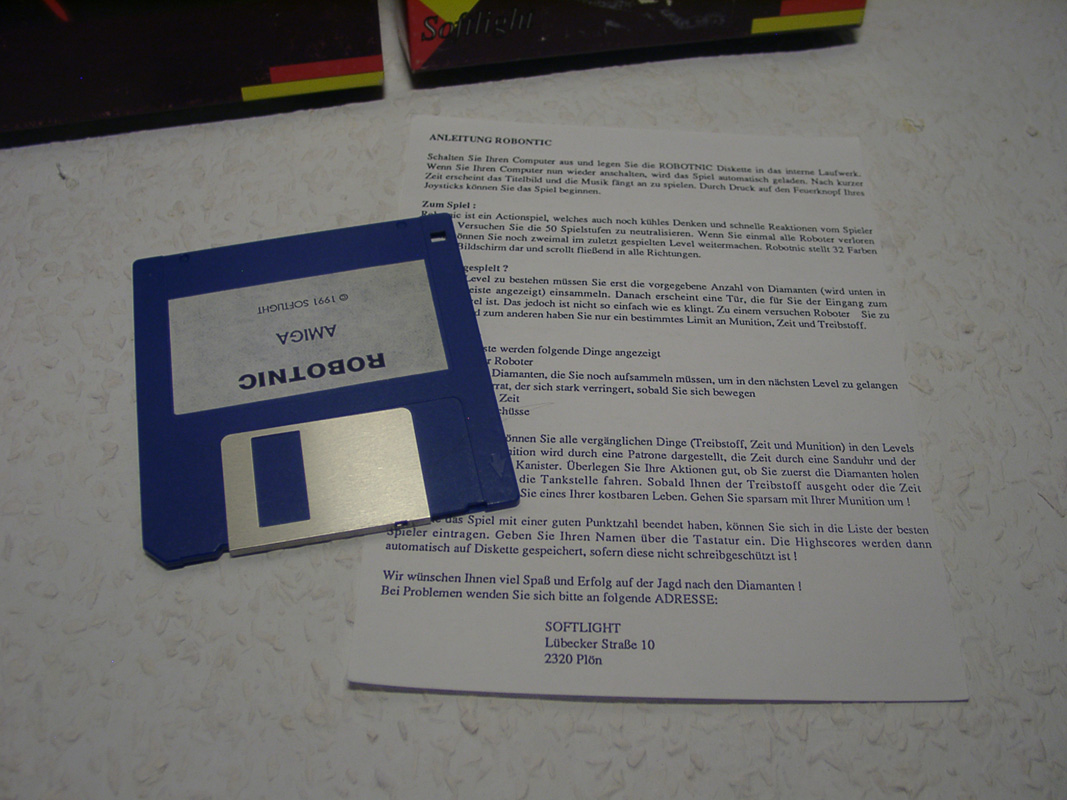 Softlight
ANLEITUNG ROBONTIC
Schalten Sie Ihren Computer aus und legen Sie die ROBOTNIC Diskette in das interne Laufwerk.
Wenn Sie Ihren Computer nun wieder anschalten, wird das Spiel automatisch geladen. Nach kurzer
Zeit erscheint das Titelbild und die Musik fängt an zu spielen. Durch Druck auf den Feuerknopf Ihres
Joysticks können Sie das Spiel beginnen.
Zum Spiel :
ist ein Actionspiel, welches auch noch kühles Denken und schnelle Reaktionen vom Spieler
Versuchen Sie die 50 Spielstufen zu neutralisieren. Wenn Sie einmal alle Roboter verloren
können Sie noch zweimal im zuletzt gespielten Level weitermachen. Robotnic stellt 32 Farben
Bildschirm dar und scrollt fließend in alle Richtungen.
gespielt ?
Level zu bestehen müssen Sie erst die vorgegebene Anzahl von Diamanten (wird unten in
eiste angezeigt) einsammeln. Danach erscheint eine Tür, die für Sie der Eingang zum
el ist. Das jedoch ist nicht so einfach wie es klingt. Zu einem versuchen Roboter Sie zu
d zum anderen haben Sie nur ein bestimmtes Limit an Munition, Zeit und Treibstoff.
ste werden folgende Dinge angezeigt
r Roboter
Diamanten, die Sie noch aufsammeln müssen, um in den nächsten Level zu gelangen
rrat, der sich stark verringert, sobald Sie sich bewegen
Zeit
chüsse
önnen Sie alle vergänglichen Dinge (Treibstoff, Zeit und Munition) in den Levels
nition wird durch eine Patrone dargestellt, die Zeit durch eine Sanduhr und der
Kanister. Überlegen Sie Ihre Aktionen gut, ob Sie zuerst die Diamanten holen
die Tankstelle fahren. Sobald Ihnen der Treibstoff ausgeht oder die Zeit
Sie eines Ihrer kostbaren Leben. Gehen Sie sparsam mit Ihrer Munition um !
das Spiel mit einer guten Punktzahl beendet haben, können Sie sich in die Liste der besten
Spieler eintragen. Geben Sie Ihren Namen über die Tastatur ein. Die Highscores werden dann
automatisch auf Diskette gespeichert, sofern diese nicht schreibgeschützt ist !
Wir wünschen Ihnen viel Spaß und Erfolg auf der Jagd nach den Diamanten !
Bei Problemen wenden Sie sich bitte an folgende ADRESSE:
SOFTLIGHT
Lübecker Straße 10
2320 Plön
ROBOTNIC
AMIGA
© 1991 SOFTLIGHT